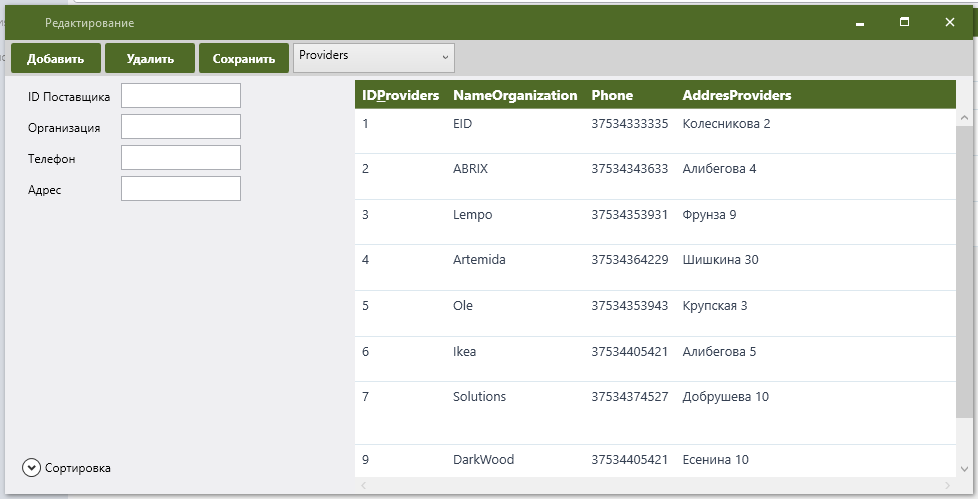 Редактирование
Добавить Удалить Сохранить Providers
ID Поставщика
Организация
Телефон
Адрес
IDProviders NameOrganization Phone AddresProviders
1 EID 37534333335 Колесникова 2
2 ABRIX 37534343633 Алибегова 4
3 Lempo 37534353931 Фрунза 9
4 Artemida 37534364229 Шишкина 30
5 Ole 37534353943 Крупская 3
6 Ikea 37534405421 Алибегова 5
7 Solutions 37534374527 Добрушева 10
9 DarkWood 37534405421 Есенина 10
Сортировка